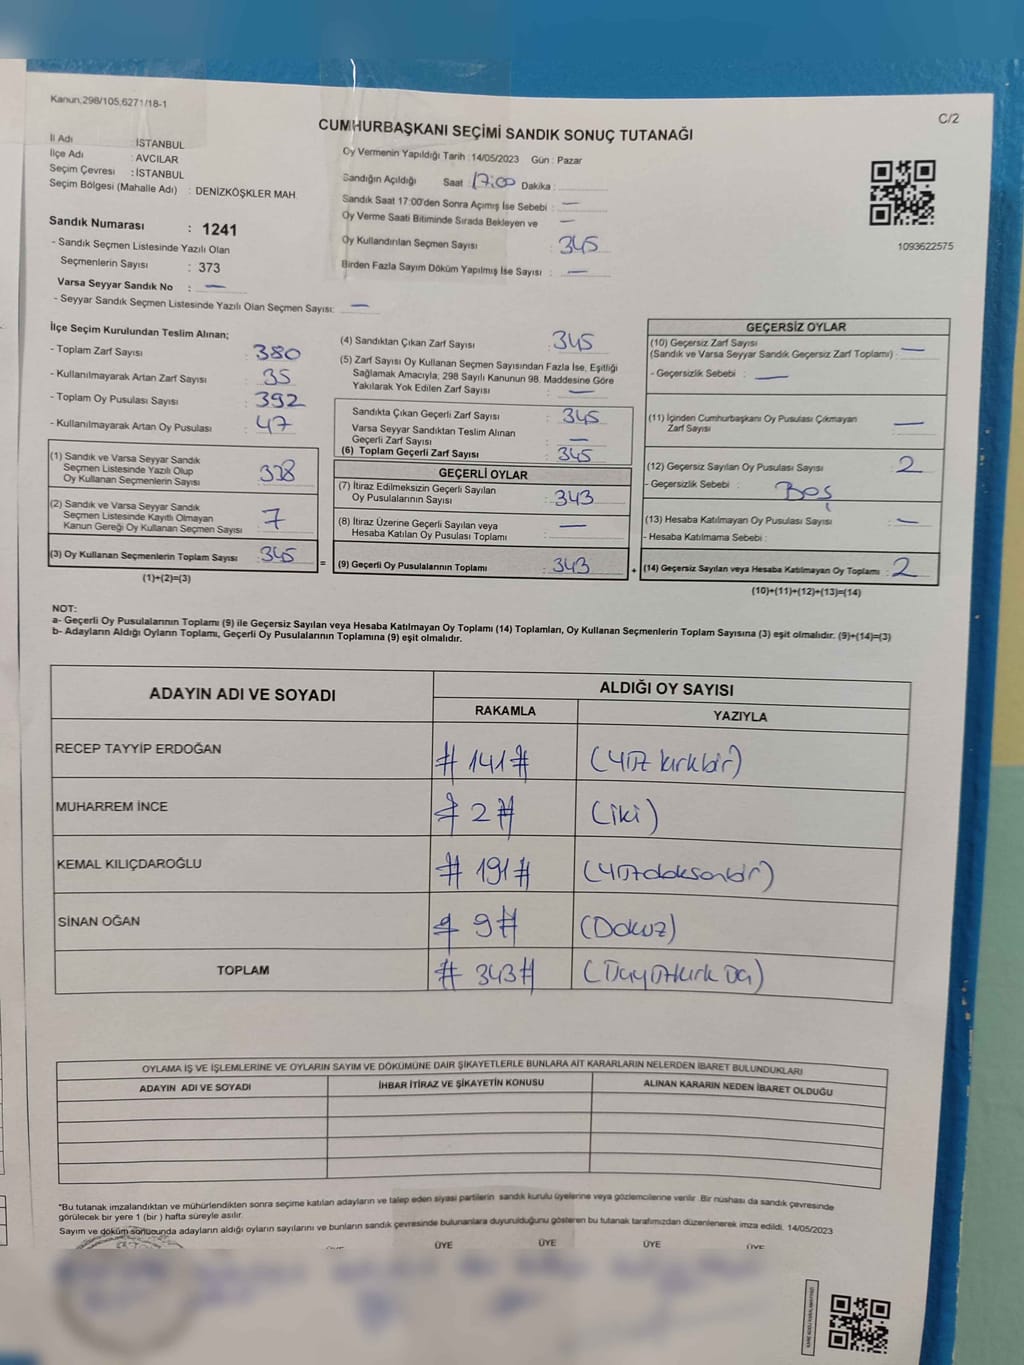 Kanun,298/105,6271/18-1
C/2
CUMHURBAŞKANI SEÇİMİ SANDIK SONUÇ TUTANAĞI
İl Adı : İSTANBUL
İlçe Adı : AVCILAR
Seçim Çevresi : İSTANBUL
Seçim Bölgesi (Mahalle Adı) : DENİZKÖŞKLER MAH
Sandık Numarası : 1241
- Sandık Seçmen Listesinde Yazılı Olan
Seçmenlerin Sayısı : 373
Varsa Seyyar Sandık No : —
- Seyyar Sandık Seçmen Listesinde Yazılı Olan Seçmen Sayısı: —
Oy Vermenin Yapıldığı Tarih : 14/05/2023 Gün : Pazar
Sandığın Açıldığı Saat 17:00 Dakika :
Sandık Saat 17:00'den Sonra Açımış İse Sebebi : —
Oy Verme Saati Bitiminde Sırada Bekleyen ve —
Oy Kullandırılan Seçmen Sayısı : 345
Birden Fazla Sayım Döküm Yapılmış İse Sayısı : —
1093622575
İlçe Seçim Kurulundan Teslim Alınan;
- Toplam Zarf Sayısı : 380
- Kullanılmayarak Artan Zarf Sayısı : 35
- Toplam Oy Pusulası Sayısı : 392
- Kullanılmayarak Artan Oy Pusulası : 47
(1) Sandık ve Varsa Seyyar Sandık
Seçmen Listesinde Yazılı Olup
Oy Kullanan Seçmenlerin Sayısı : 338
(2) Sandık ve Varsa Seyyar Sandık
Seçmen Listesinde Kayıtlı Olmayan
Kanun Gereği Oy Kullanan Seçmen Sayısı : 7
(3) Oy Kullanan Seçmenlerin Toplam Sayısı : 345
(1)+(2)=(3)
(4) Sandıktan Çıkan Zarf Sayısı : 345
(5) Zarf Sayısı Oy Kullanan Seçmen Sayısından Fazla İse, Eşitliği
Sağlamak Amacıyla; 298 Sayılı Kanunun 98. Maddesine Göre
Yakılarak Yok Edilen Zarf Sayısı : —
Sandıkta Çıkan Geçerli Zarf Sayısı : 345
Varsa Seyyar Sandıktan Teslim Alınan
Geçerli Zarf Sayısı : —
(6) Toplam Geçerli Zarf Sayısı : 345
GEÇERLİ OYLAR
(7) İtiraz Edilmeksizin Geçerli Sayılan
Oy Pusulalarının Sayısı : 343
(8) İtiraz Üzerine Geçerli Sayılan veya
Hesaba Katılan Oy Pusulası Toplamı : —
= (9) Geçerli Oy Pusulalarının Toplamı : 343
GEÇERSİZ OYLAR
(10) Geçersiz Zarf Sayısı
(Sandık ve Varsa Seyyar Sandık Geçersiz Zarf Toplamı) : —
- Geçersizlik Sebebi : —
(11) İçinden Cumhurbaşkanı Oy Pusulası Çıkmayan
Zarf Sayısı : —
(12) Geçersiz Sayılan Oy Pusulası Sayısı : 2
- Geçersizlik Sebebi : Boş
(13) Hesaba Katılmayan Oy Pusulası Sayısı : —
- Hesaba Katılmama Sebebi :
+ (14) Geçersiz Sayılan veya Hesaba Katılmayan Oy Toplamı : 2
(10)+(11)+(12)+(13)=(14)
NOT:
a- Geçerli Oy Pusulalarının Toplamı (9) ile Geçersiz Sayılan veya Hesaba Katılmayan Oy Toplamı (14) Toplamları, Oy Kullanan Seçmenlerin Toplam Sayısına (3) eşit olmalıdır. (9)+(14)=(3)
b- Adayların Aldığı Oyların Toplamı, Geçerli Oy Pusulalarının Toplamına (9) eşit olmalıdır.
ADAYIN ADI VE SOYADI
ALDIĞI OY SAYISI
RAKAMLA YAZIYLA
RECEP TAYYİP ERDOĞAN # 141 # (yüz kırkbir)
MUHARREM İNCE # 2 # (iki)
KEMAL KILIÇDAROĞLU # 191 # (yüzdoksanbir)
SİNAN OĞAN # 9 # (Dokuz)
TOPLAM # 343 # (Üçyüzkırk üç)
OYLAMA İŞ VE İŞLEMLERİNE VE OYLARIN SAYIM VE DÖKÜMÜNE DAİR ŞİKAYETLERLE BUNLARA AİT KARARLARIN NELERDEN İBARET BULUNDUKLARI
ADAYIN ADI VE SOYADI İHBAR İTİRAZ VE ŞİKAYETİN KONUSU ALINAN KARARIN NEDEN İBARET OLDUĞU
*Bu tutanak imzalandıktan ve mühürlendikten sonra seçime katılan adayların ve talep eden siyasi partilerin sandık kurulu üyelerine veya gözlemcilerine verilir. Bir nüshası da sandık çevresinde
görülecek bir yere 1 (bir) hafta süreyle asılır.
Sayım ve döküm sonucunda adayların aldığı oyların sayılarını ve bunların sandık çevresinde bulunanlara duyurulduğunu gösteren bu tutanak tarafımızdan düzenlenerek imza edildi. 14/05/2023
ÜYE ÜYE ÜYE ÜYE ÜYE